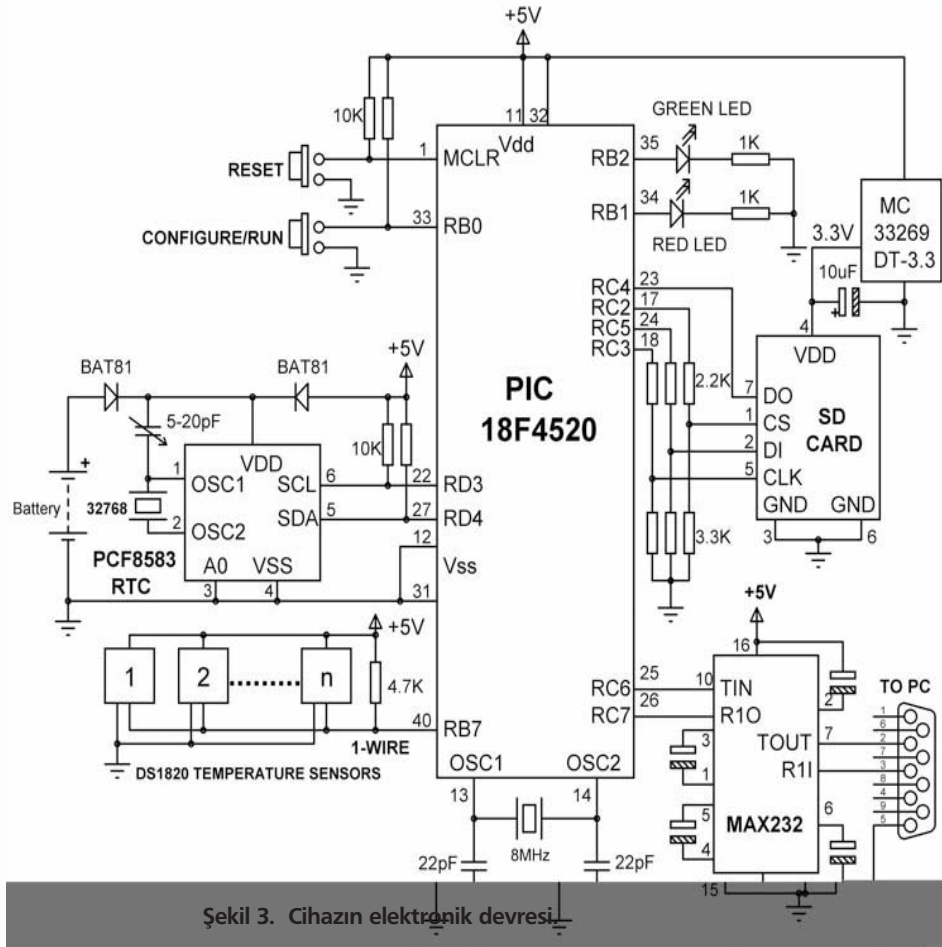 +5V
10K
11 32
Vdd
GREEN LED
RESET
1
MCLR
RB2
35
1K
33
RB0
CONFIGURE/RUN
RB1
34
1K
RED LED
MC
33269
DT-3.3
3.3V
10uF
+
RC4
23
RC2
17
RC5
24
RC3
18
4
VDD
PIC
18F4520
2.2K
7
DO
1
CS
2
DI
5
CLK
SD
CARD
GND
GND
3
6
3.3K
BAT81
BAT81
+5V
5-20pF
10K
VDD
1
OSC1
SCL
6
22
RD3
+
Battery
32768
2
OSC2
SDA
5
27
RD4
12
Vss
PCF8583
RTC
A0
VSS
3
4
31
+5V
1
2
n
4.7K
40
RB7
1-WIRE
DS1820 TEMPERATURE SENSORS
OSC1
OSC2
13
14
8MHz
22pF
22pF
+5V
16
RC6
25
10
TIN
RC7
26
R1O
2
TO PC
3
TOUT
7
1
R1I
5
MAX232
6
4
15
1
6
2
7
3
8
4
9
5
Şekil 3. Cihazın elektronik devresi.